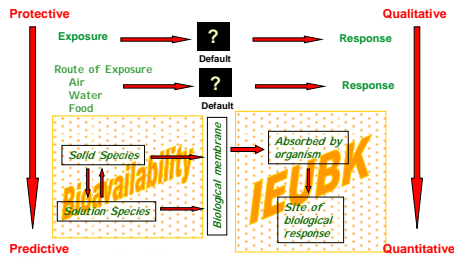 Protective
Qualitative
Exposure
?
Response
Default
Route of Exposure
Air
Water
Food
?
Response
Default
Bioavailability
Solid Species
Solution Species
Biological membrane
IEUBK
Absorbed by
organism
Site of
biological
response
Predictive
Quantitative